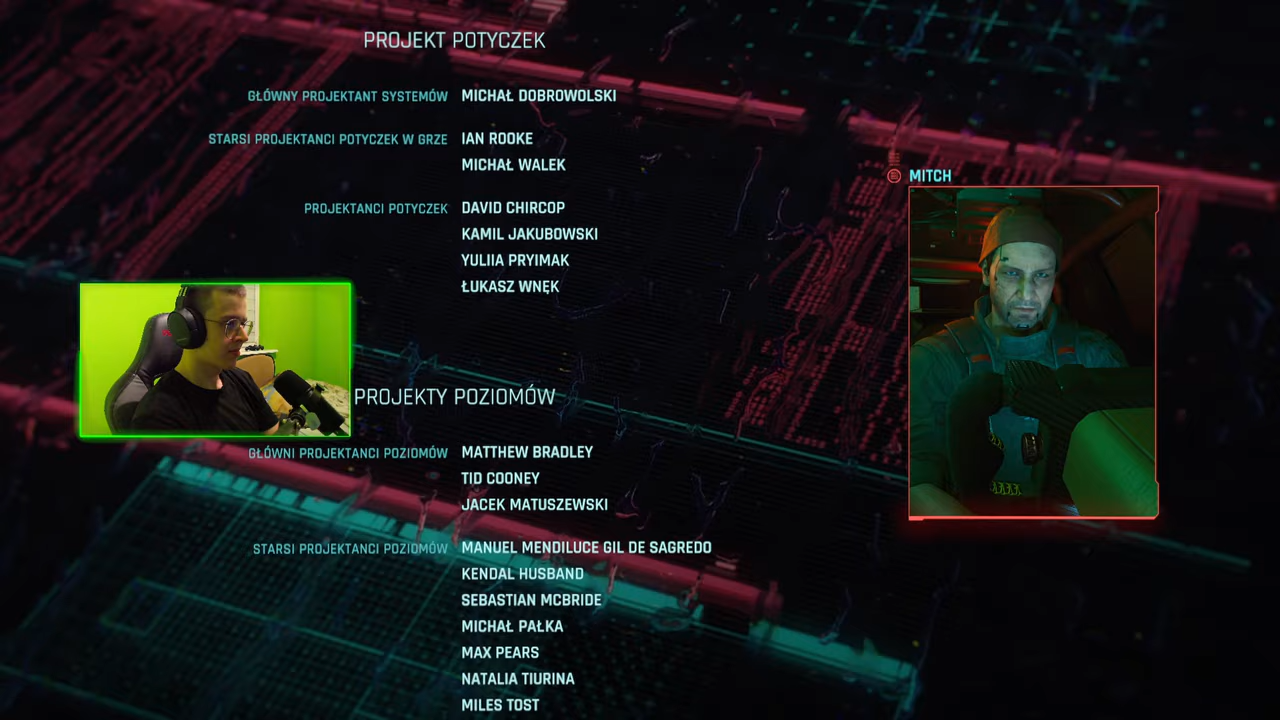 PROJEKT POTYCZEK
GŁÓWNY PROJEKTANT SYSTEMÓW MICHAŁ DOBROWOLSKI
STARSI PROJEKTANCI POTYCZEK W GRZE IAN ROOKE
MICHAŁ WALEK
PROJEKTANCI POTYCZEK DAVID CHIRCOP
KAMIL JAKUBOWSKI
YULIIA PRYIMAK
ŁUKASZ WNĘK
MITCH
PROJEKTY POZIOMÓW
GŁÓWNI PROJEKTANCI POZIOMÓW MATTHEW BRADLEY
TID COONEY
JACEK MATUSZEWSKI
STARSI PROJEKTANCI POZIOMÓW MANUEL MENDILUCE GIL DE SAGREDO
KENDAL HUSBAND
SEBASTIAN MCBRIDE
MICHAŁ PAŁKA
MAX PEARS
NATALIA TIURINA
MILES TOST